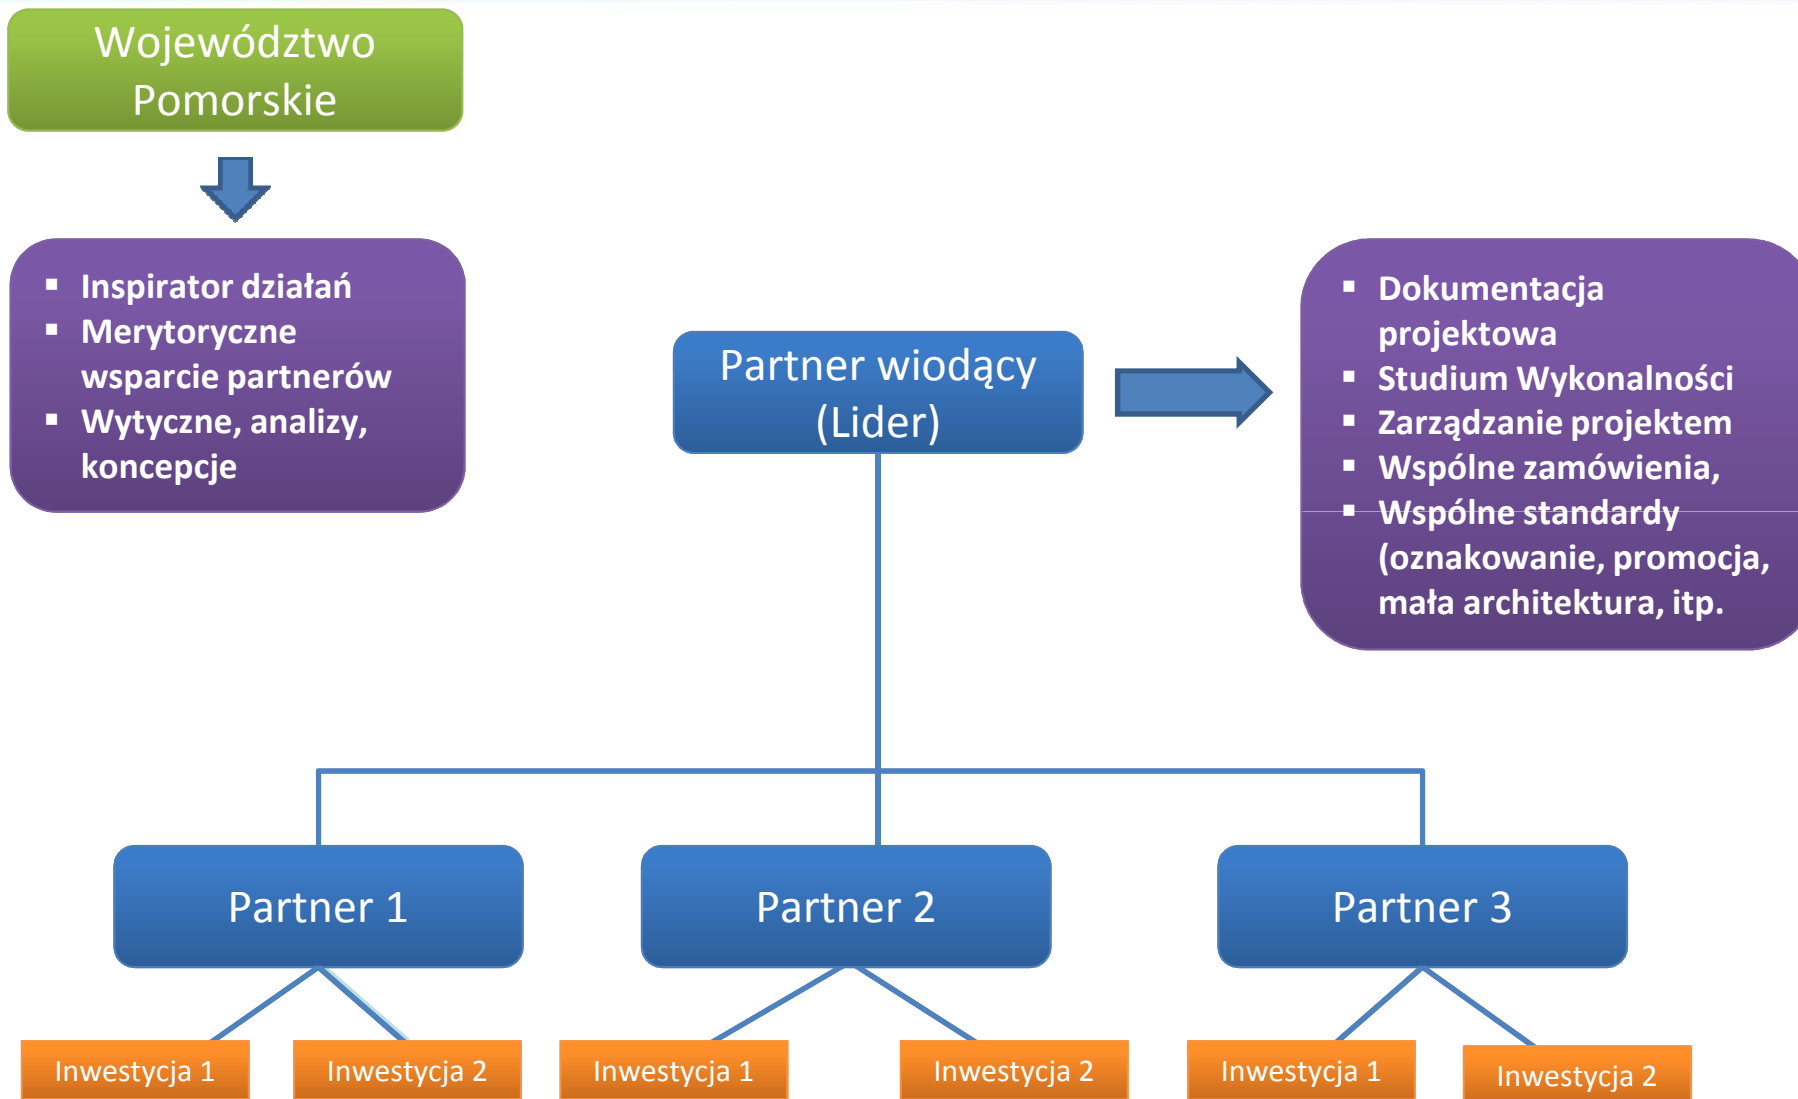 Województwo
Pomorskie
▪ Inspirator działań
▪ Merytoryczne
wsparcie partnerów
▪ Wytyczne, analizy,
koncepcje
Partner wiodący
(Lider)
▪ Dokumentacja
projektowa
▪ Studium Wykonalności
▪ Zarządzanie projektem
▪ Wspólne zamówienia,
▪ Wspólne standardy
(oznakowanie, promocja,
mała architektura, itp.
Partner 1
Partner 2
Partner 3
Inwestycja 1
Inwestycja 2
Inwestycja 1
Inwestycja 2
Inwestycja 1
Inwestycja 2